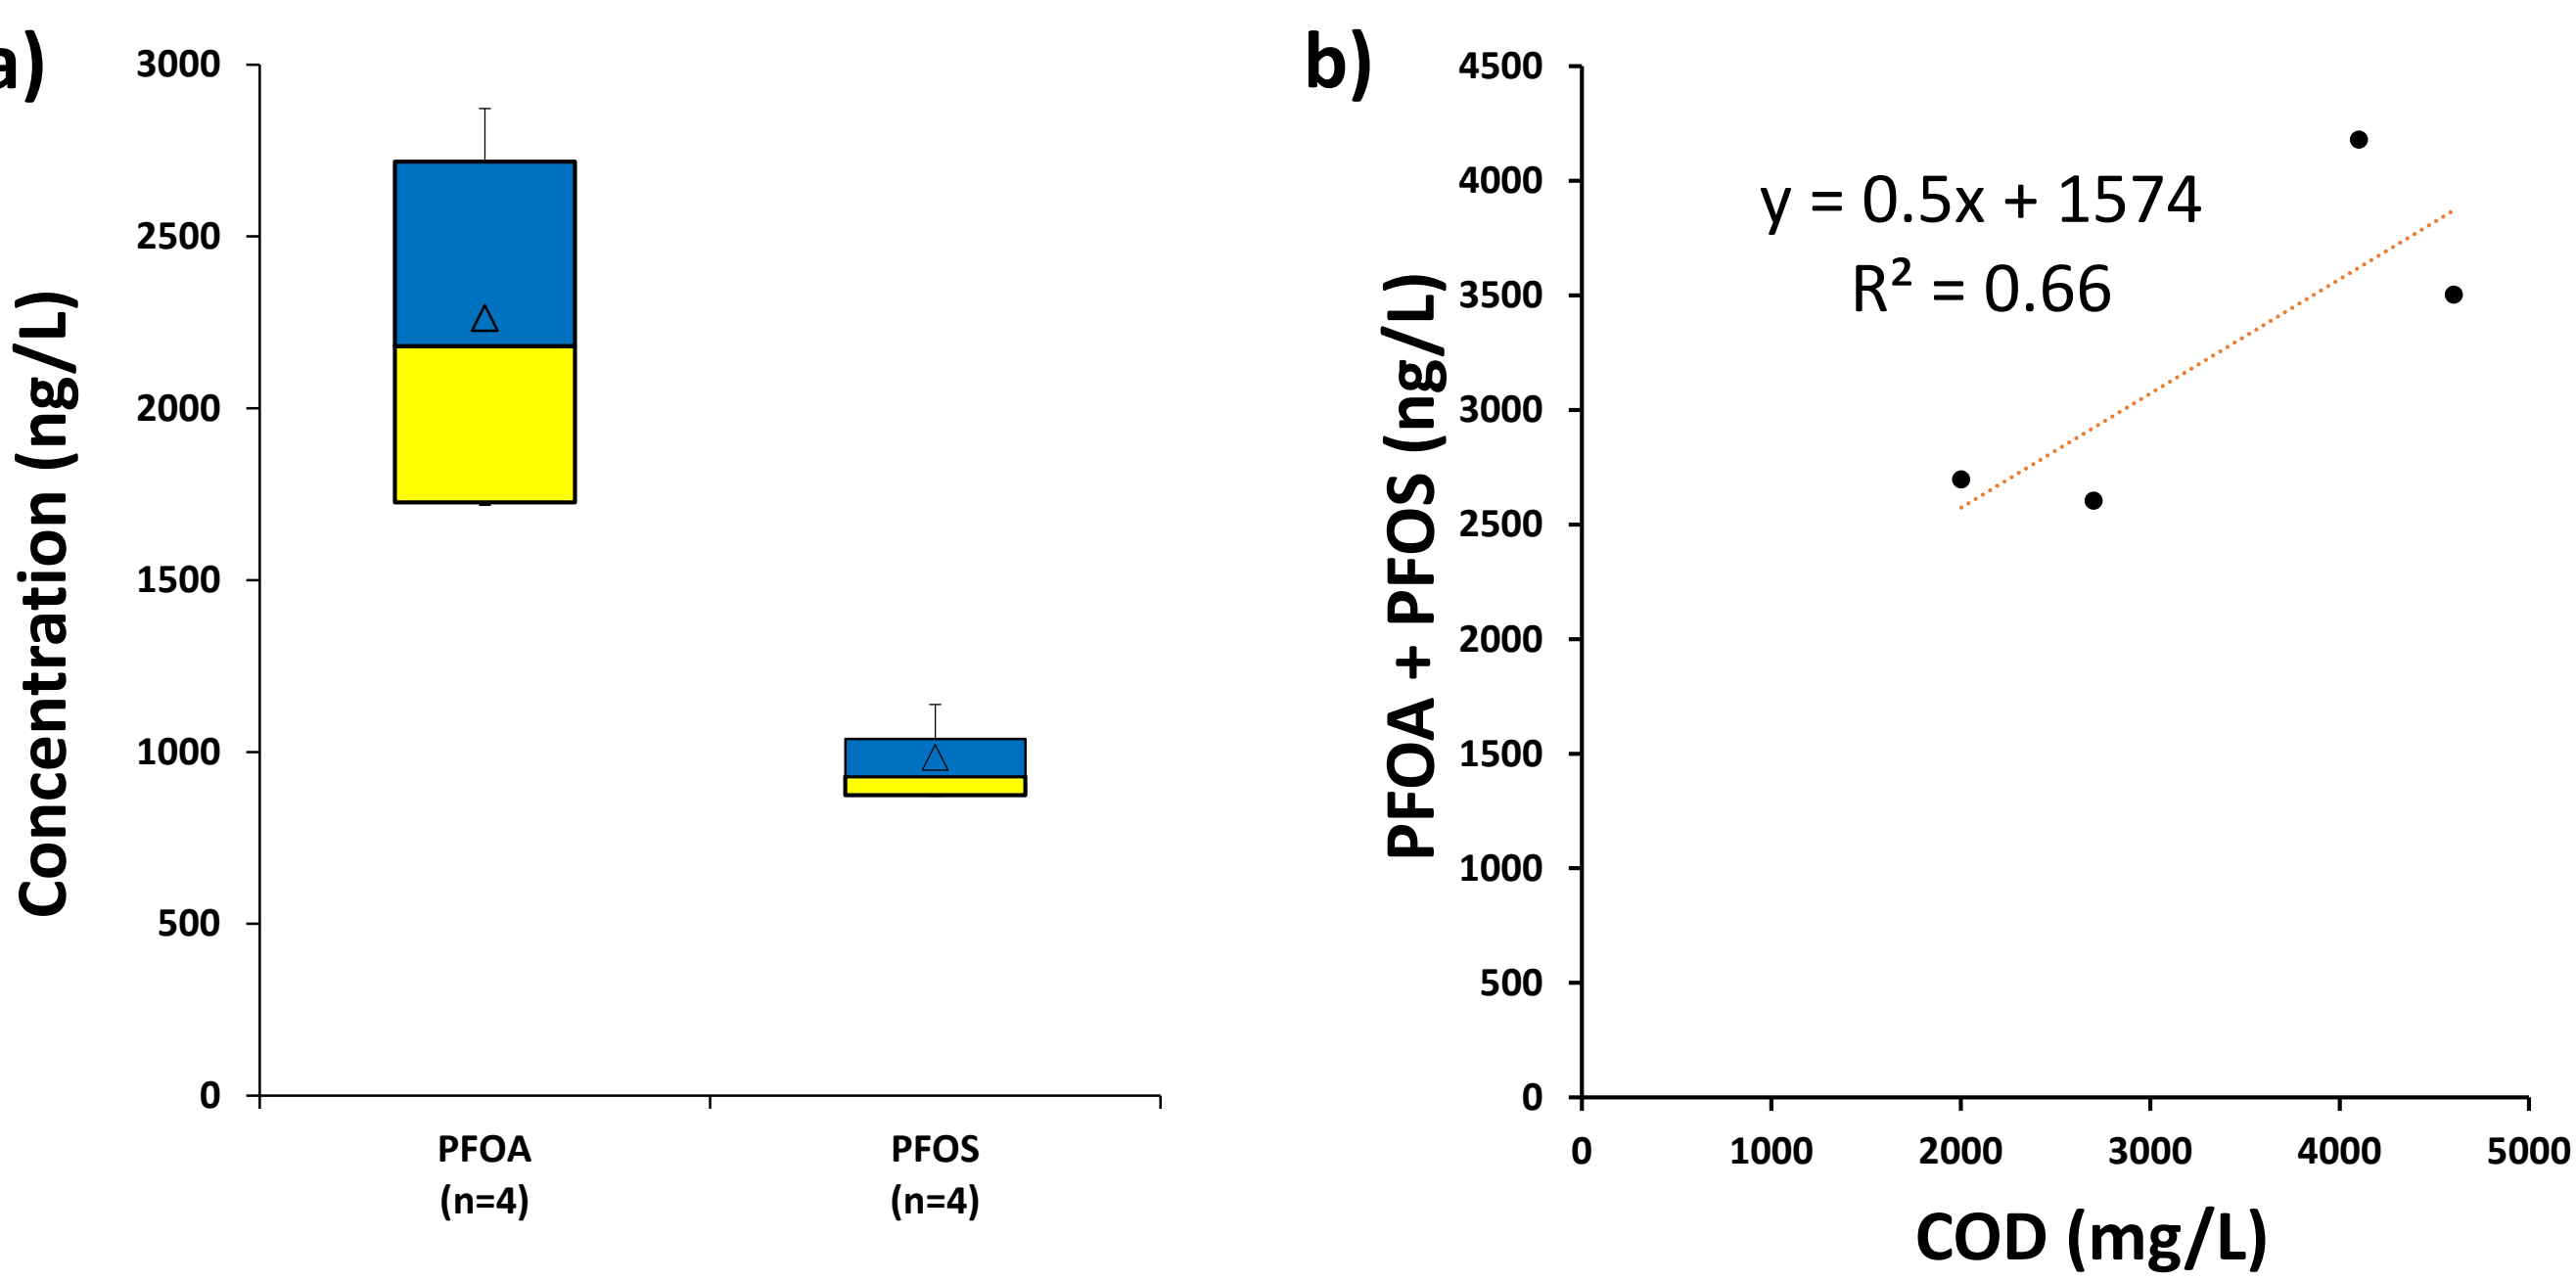 a)
Concentration (ng/L)
3000
2500
2000
1500
1000
500
0
PFOA
(n=4)
PFOS
(n=4)
b)
PFOA + PFOS (ng/L)
4500
4000
3500
3000
2500
2000
1500
1000
500
0
y = 0.5x + 1574
R² = 0.66
0 1000 2000 3000 4000 5000
COD (mg/L)